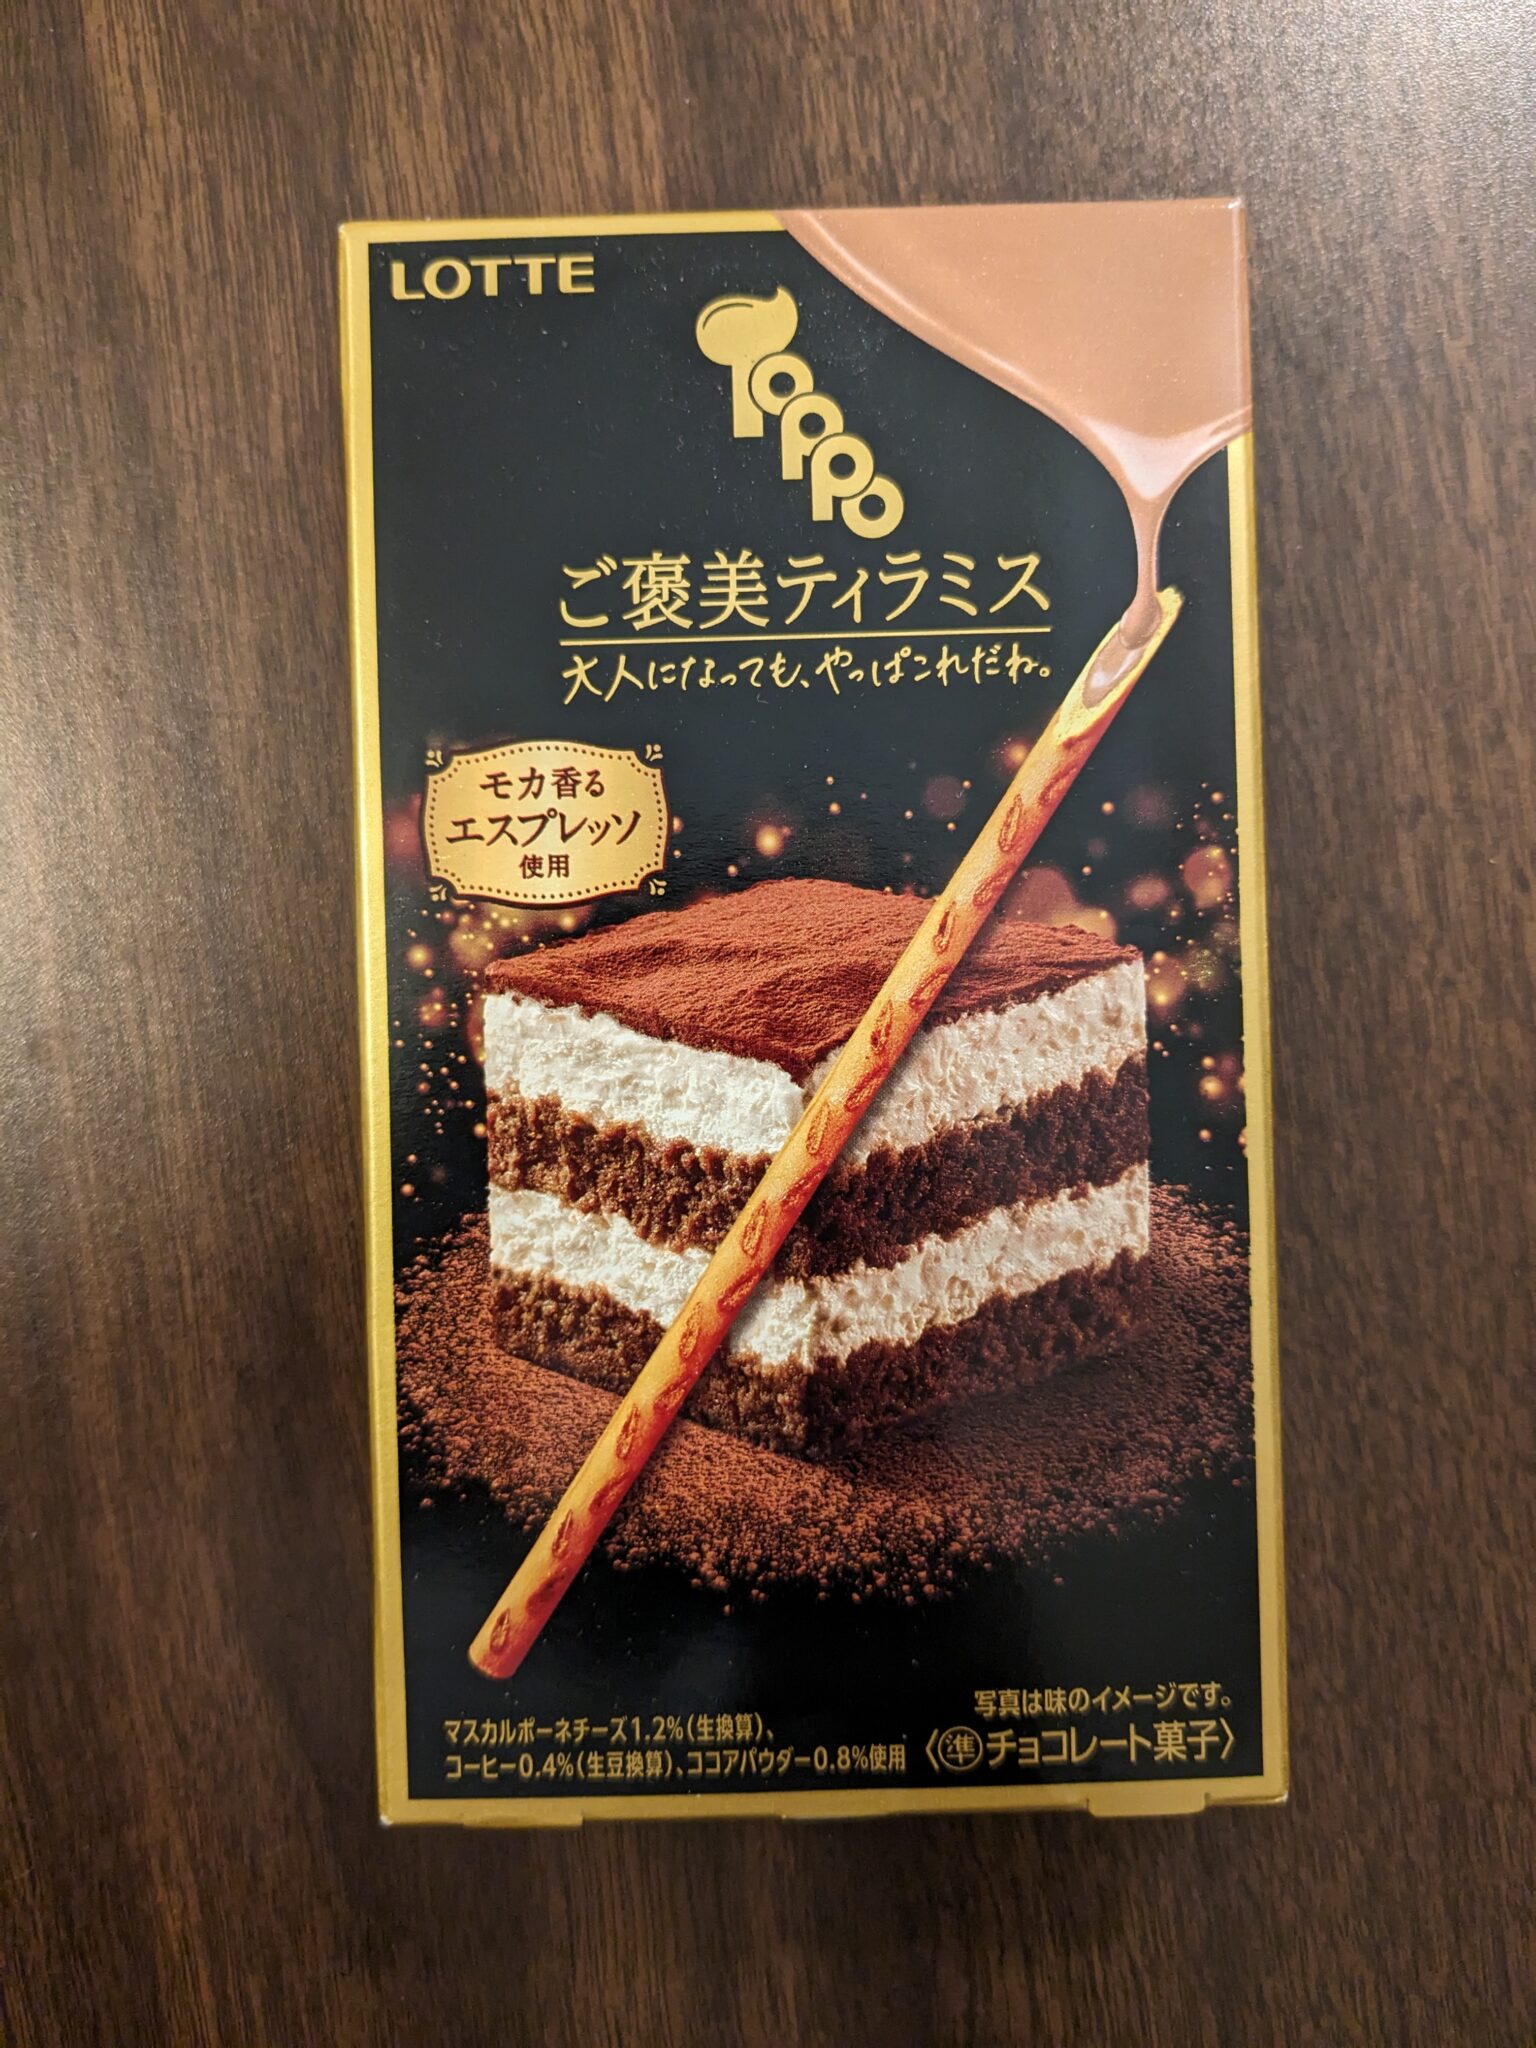 LOTTE
Toppo
ご褒美ティラミス
大人になっても、やっぱこれだね。
モカ香る
エスプレッソ
使用
写真は味のイメージです。
マスカルポーネチーズ1.2%(生換算)、
コーヒー0.4%(生豆換算)、ココアパウダー0.8%使用
〈㊜チョコレート菓子〉